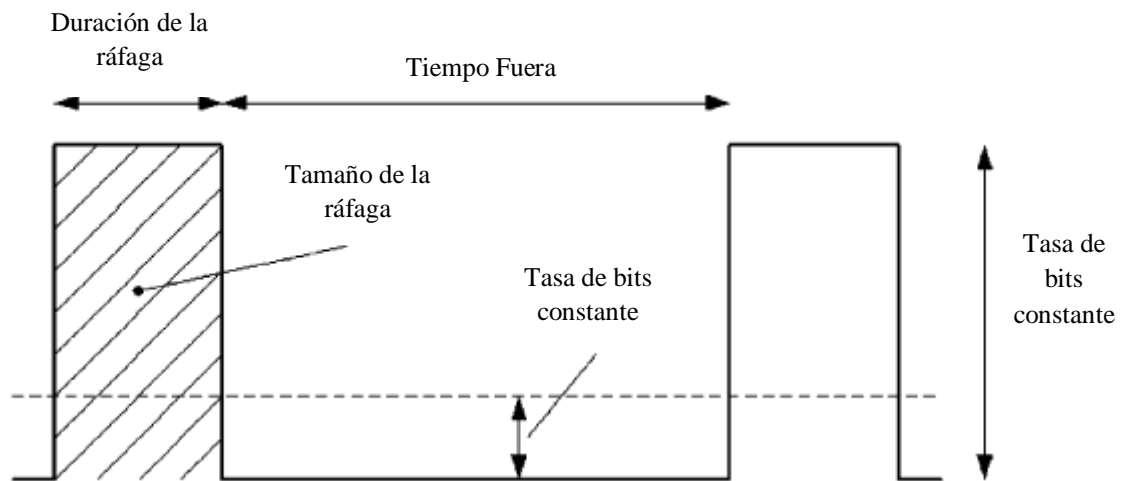 Duración de la
ráfaga
Tiempo Fuera
Tamaño de la
ráfaga
Tasa de bits
constante
Tasa de
bits
constante